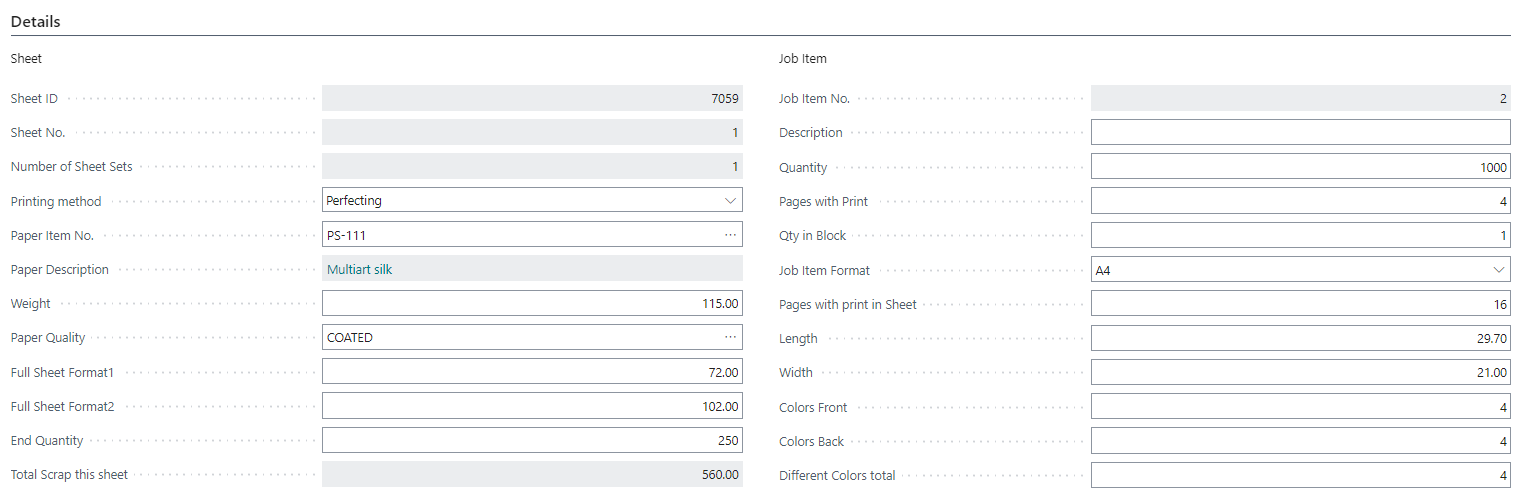 Details
Sheet
Sheet ID 7059
Sheet No. 1
Number of Sheet Sets 1
Printing method Perfecting
Paper Item No. PS-111 ...
Paper Description Multiart silk
Weight 115.00
Paper Quality COATED ...
Full Sheet Format1 72.00
Full Sheet Format2 102.00
End Quantity 250
Total Scrap this sheet 560.00
Job Item
Job Item No. 2
Description
Quantity 1000
Pages with Print 4
Qty in Block 1
Job Item Format A4
Pages with print in Sheet 16
Length 29.70
Width 21.00
Colors Front 4
Colors Back 4
Different Colors total 4